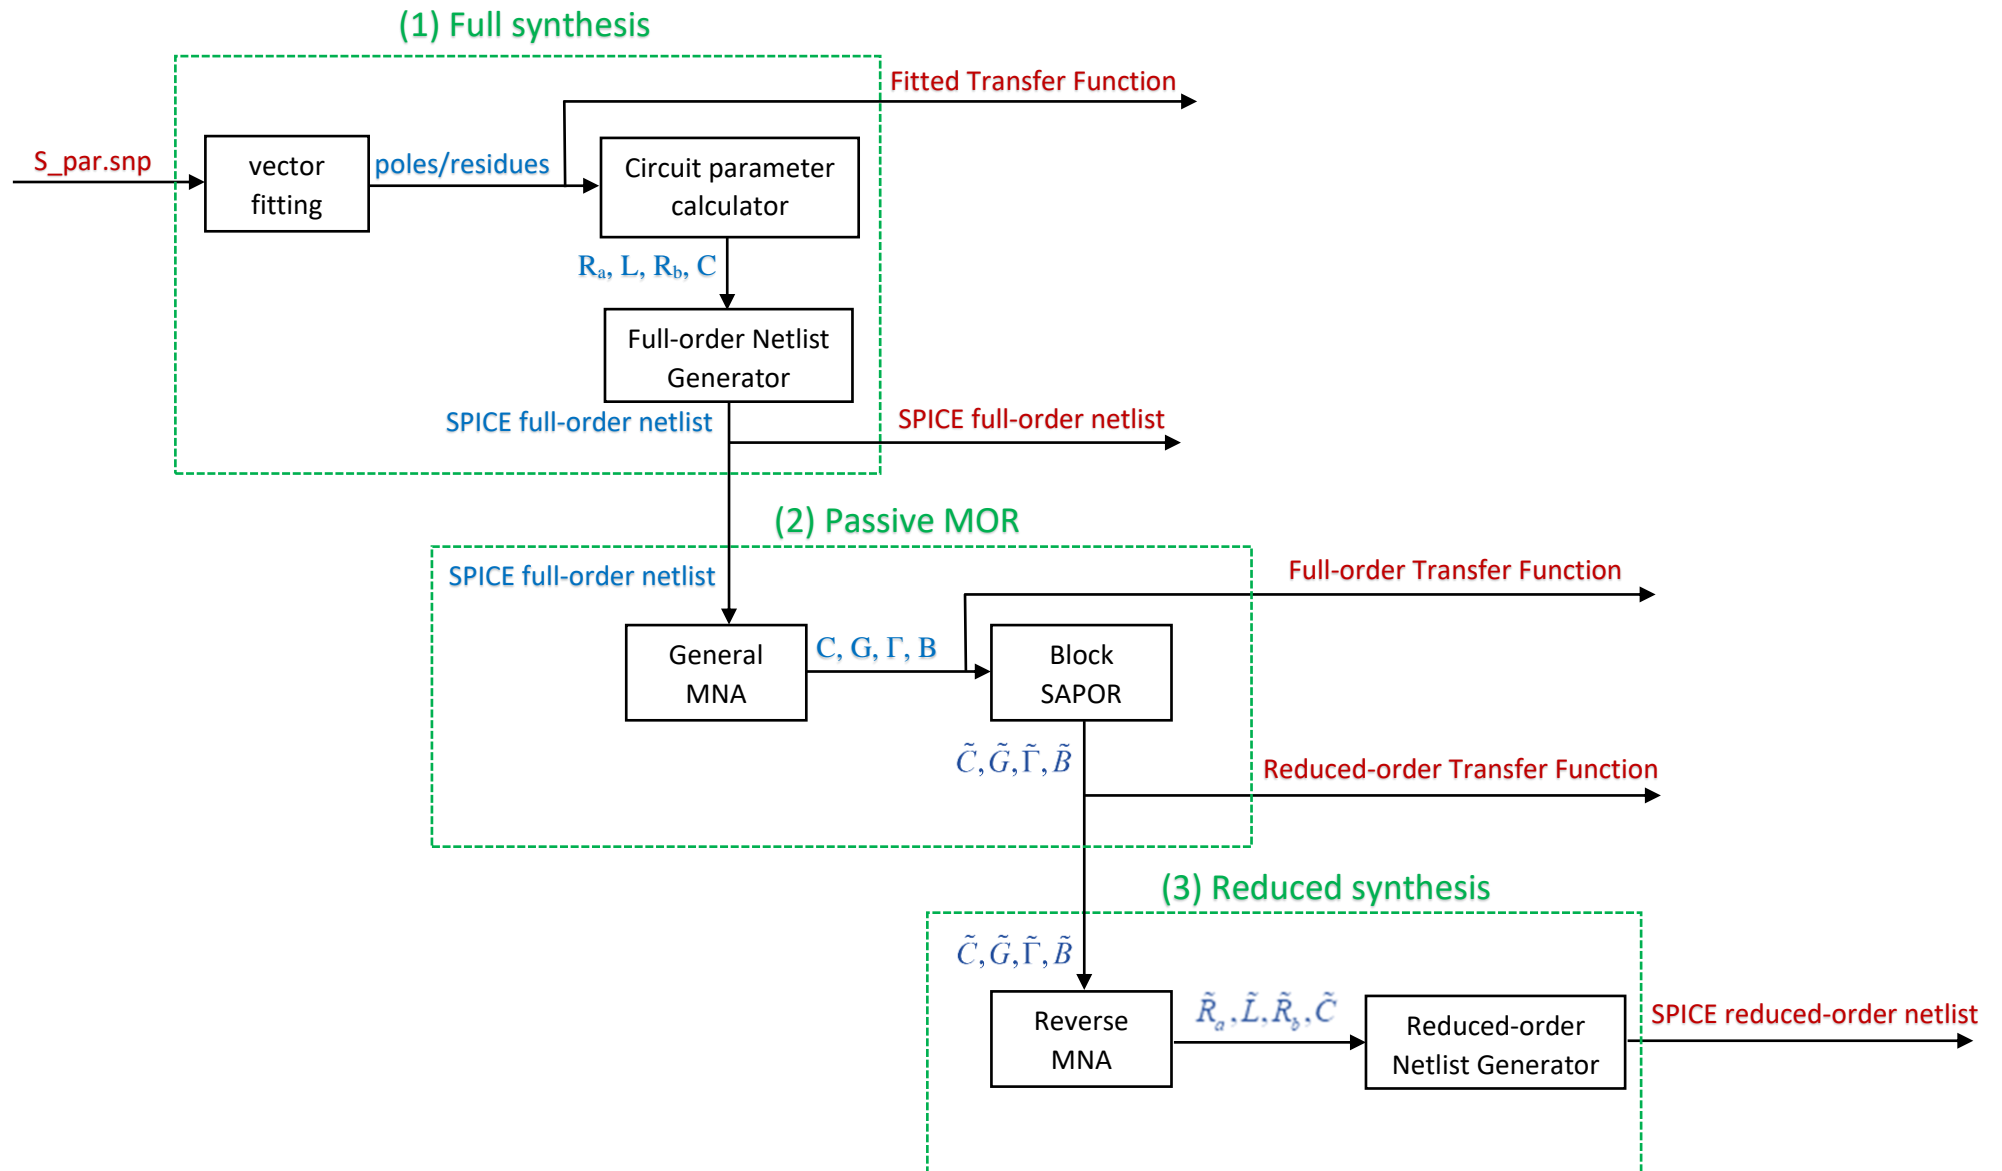 (1) Full synthesis
Fitted Transfer Function
S_par.snp
vector
fitting
poles/residues
Circuit parameter
calculator
Rₐ, L, R_b, C
Full-order Netlist
Generator
SPICE full-order netlist
SPICE full-order netlist
(2) Passive MOR
SPICE full-order netlist
Full-order Transfer Function
General
MNA
C, G, Γ, B
Block
SAPOR
C̃, G̃, Γ̃, B̃
Reduced-order Transfer Function
(3) Reduced synthesis
C̃, G̃, Γ̃, B̃
Reverse
MNA
R̃ₐ, L̃, R̃_b, C̃
Reduced-order
Netlist Generator
SPICE reduced-order netlist